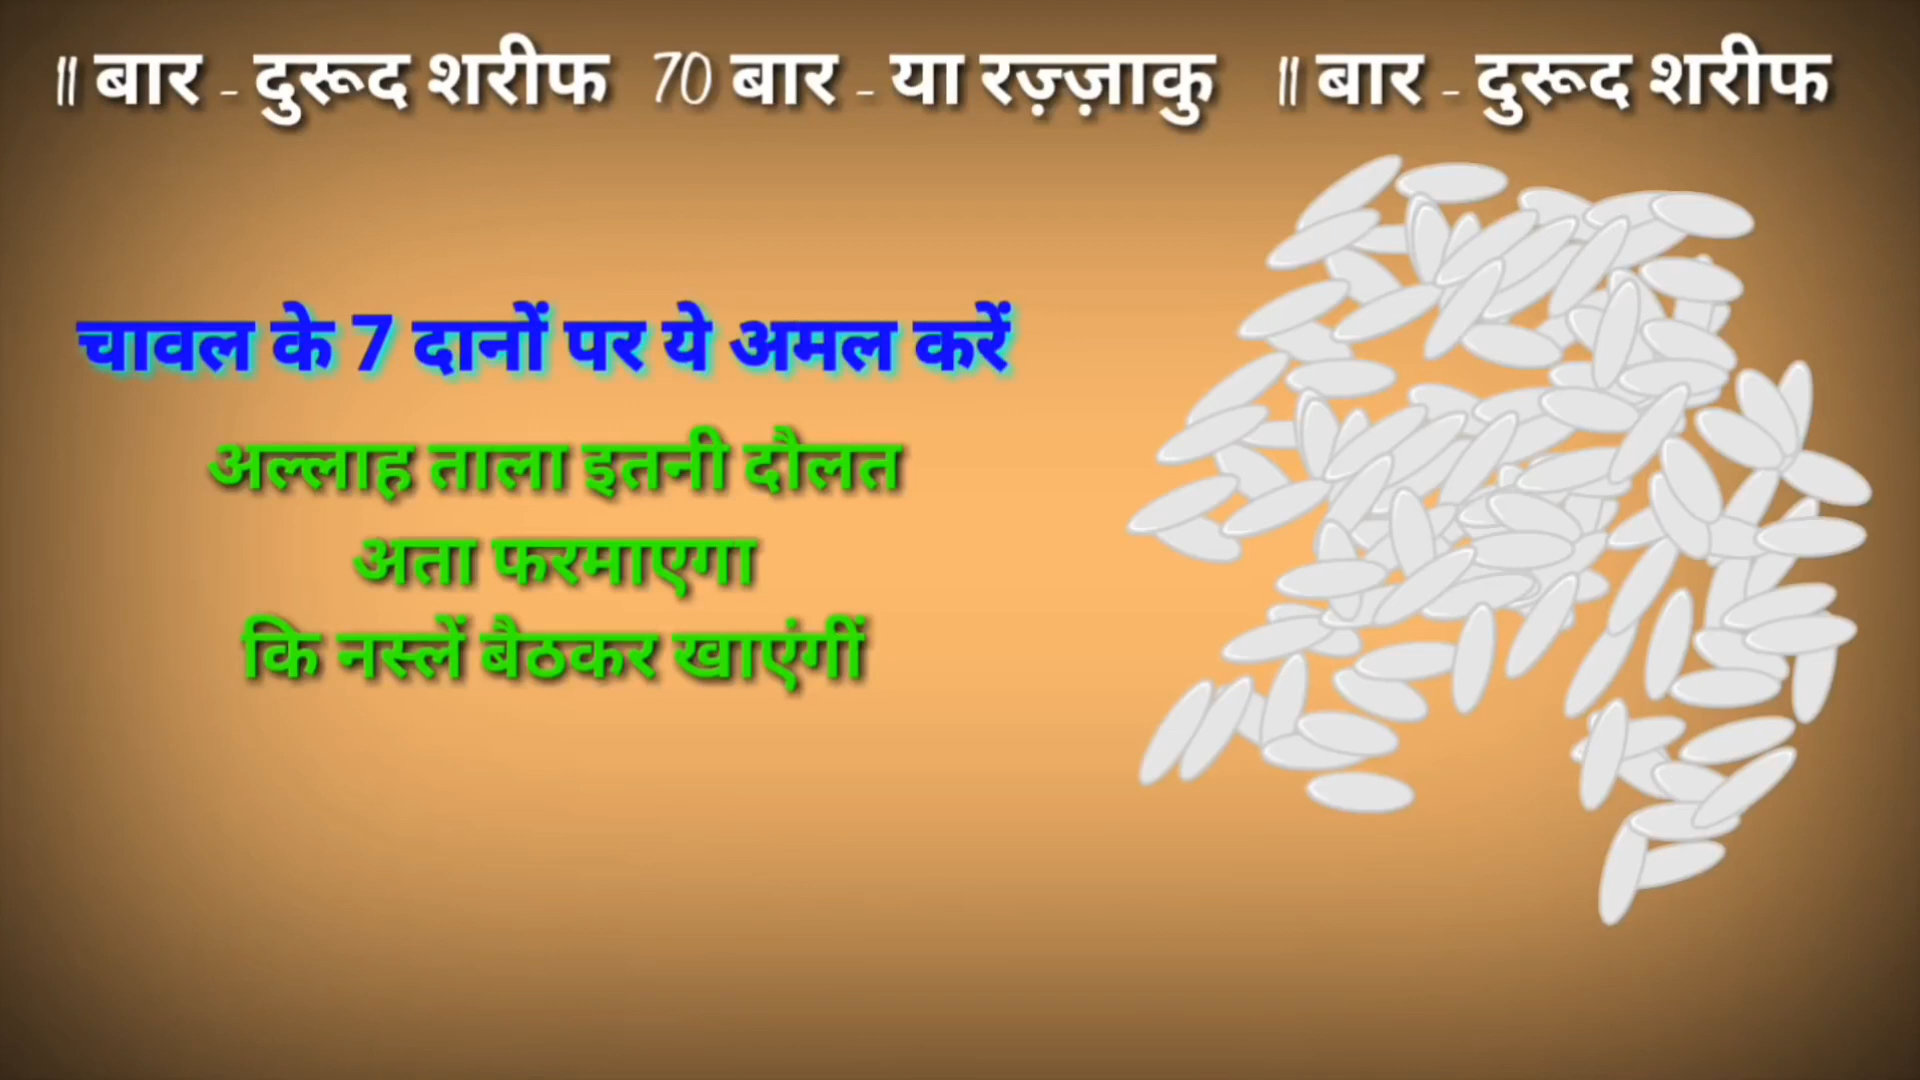 11 बार - दुरूद शरीफ 70 बार - या रज़्ज़ाकु 11 बार - दुरूद शरीफ
चावल के 7 दानों पर ये अमल करें
अल्लाह ताला इतनी दौलत
अता फरमाएगा
कि नस्लें बैठकर खाएंगीं